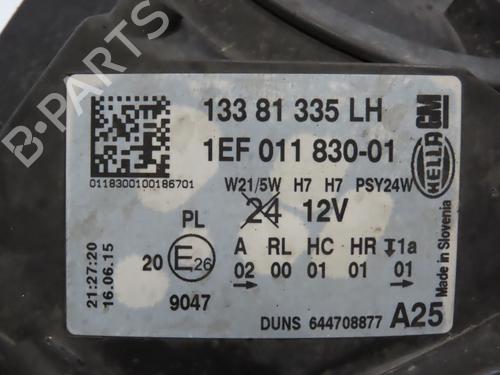 B-PARTS
133 81 335 LH
1EF 011 830-01
W21/5W H7 H7 PSY24W
0118300100186701
HELLA
GM
Made in Slovenia
PL 24 12V
A RL HC HR 1a
20 E26
02 00 01 01 01
9047
21:27:20
16.06.15
DUNS 644708877 A25